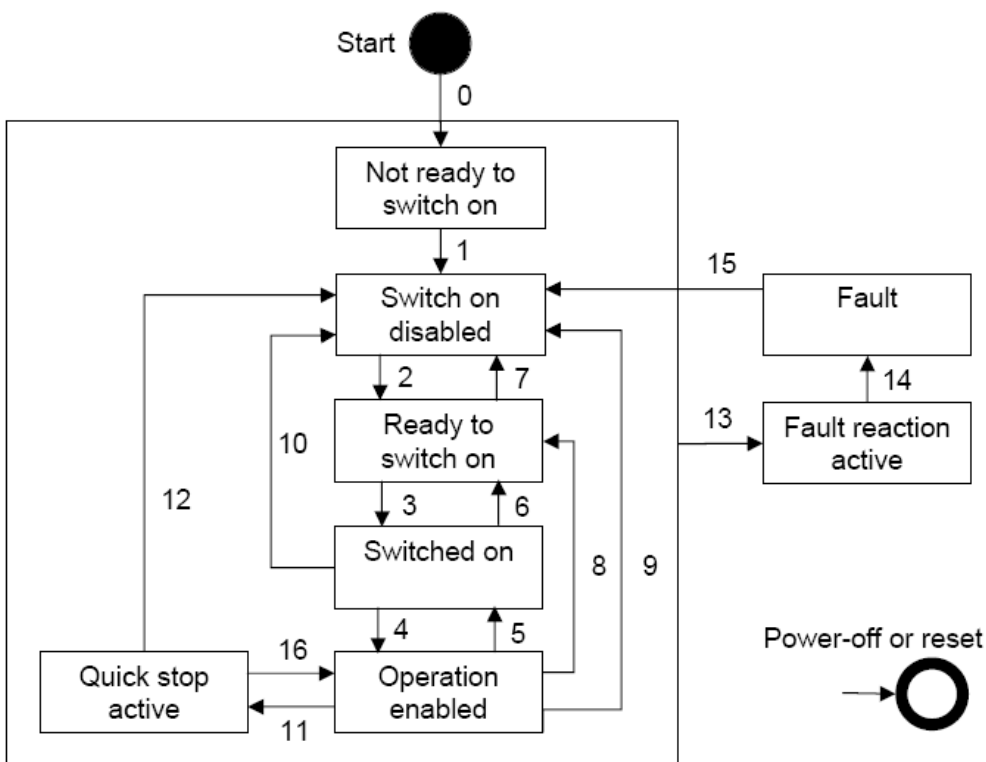 Start
0
Not ready to
switch on
1
15
Switch on
disabled
Fault
2
7
14
10
Ready to
switch on
13
Fault reaction
active
12
3
6
Switched on
8
9
4
5
Power-off or reset
16
Quick stop
active
Operation
enabled
11